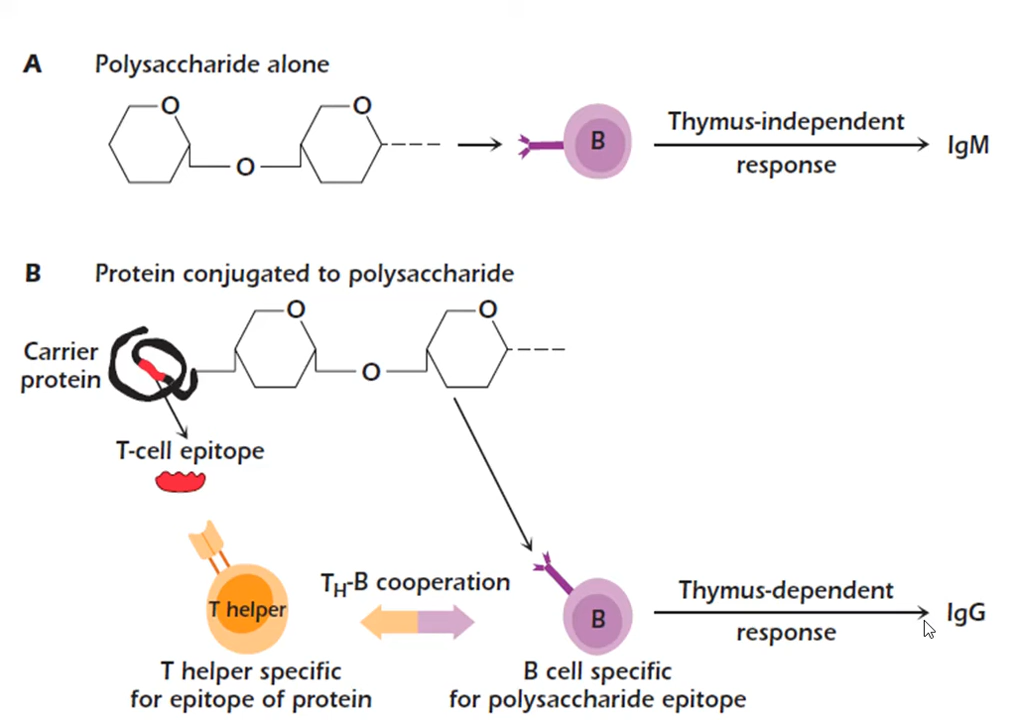 A Polysaccharide alone
O
O
O
B
Thymus-independent
response
IgM
B Protein conjugated to polysaccharide
O
O
O
Carrier
protein
T-cell epitope
T helper
TH-B cooperation
B
Thymus-dependent
response
IgG
T helper specific
for epitope of protein
B cell specific
for polysaccharide epitope